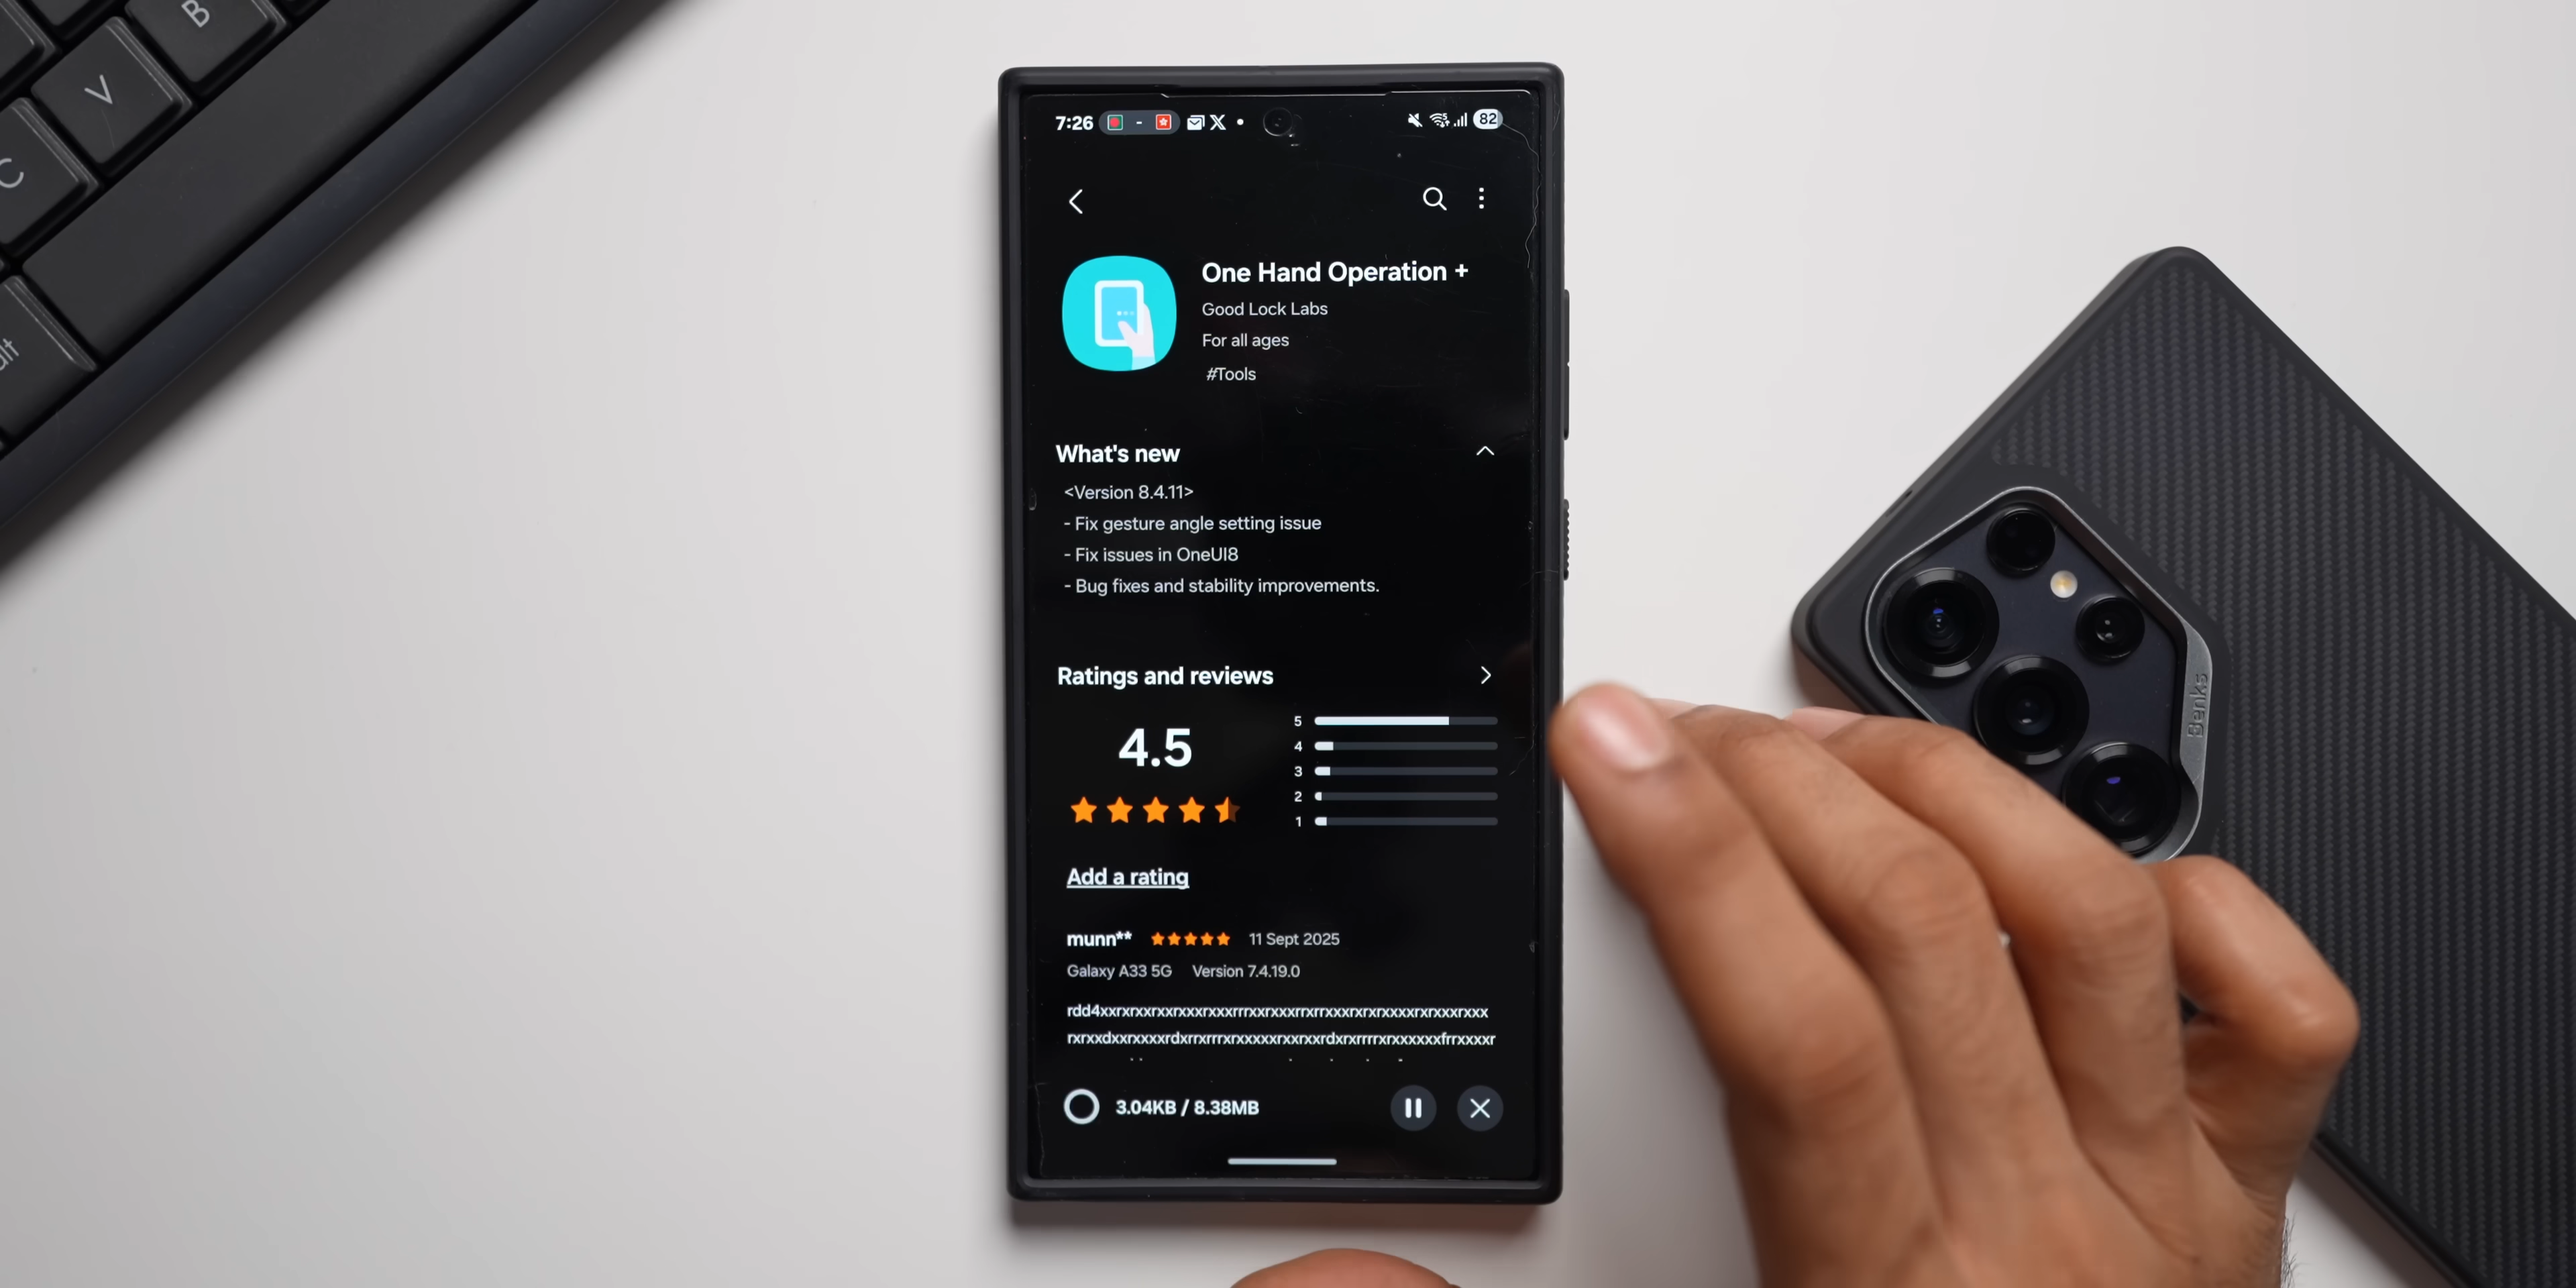 B
V
C
7:26
82
One Hand Operation +
Good Lock Labs
For all ages
#Tools
What's new
<Version 8.4.11>
- Fix gesture angle setting issue
- Fix issues in OneUI8
- Bug fixes and stability improvements.
Ratings and reviews
4.5
5
4
3
2
1
Add a rating
munn** 11 Sept 2025
Galaxy A33 5G Version 7.4.19.0
3.04KB / 8.38MB
Benks